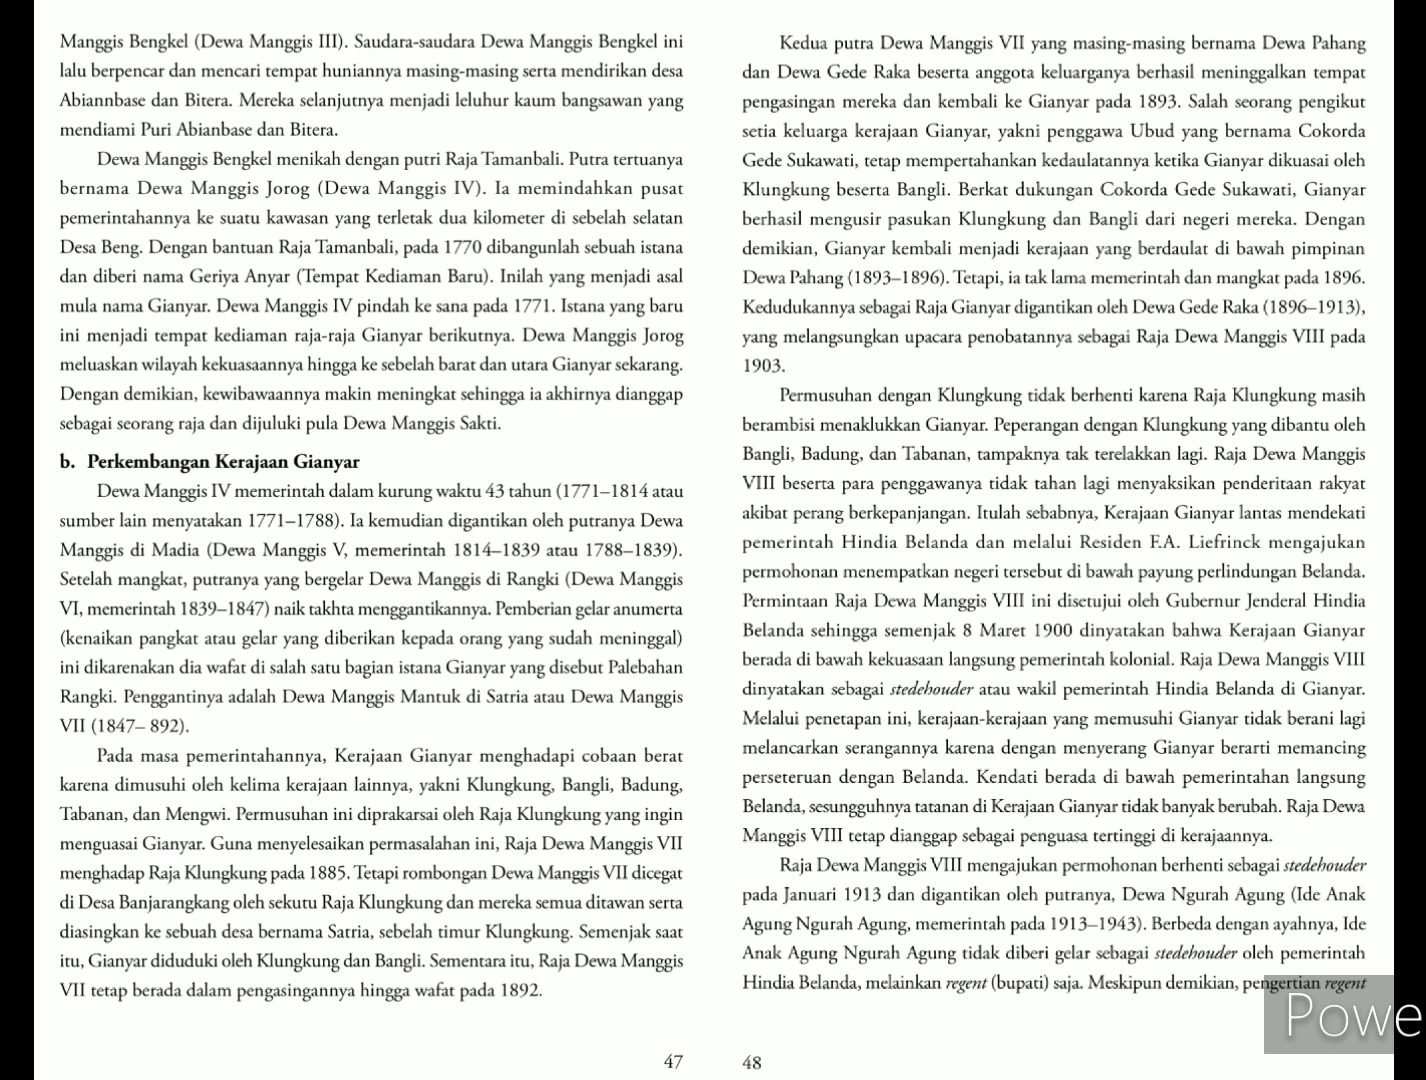 Manggis Bengkel (Dewa Manggis III). Saudara-saudara Dewa Manggis Bengkel ini
lalu berpencar dan mencari tempat huniannya masing-masing serta mendirikan desa
Abiannbase dan Bitera. Mereka selanjutnya menjadi leluhur kaum bangsawan yang
mendiami Puri Abianbase dan Bitera.
Dewa Manggis Bengkel menikah dengan putri Raja Tamanbali. Putra tertuanya
bernama Dewa Manggis Jorog (Dewa Manggis IV). Ia memindahkan pusat
pemerintahannya ke suatu kawasan yang terletak dua kilometer di sebelah selatan
Desa Beng. Dengan bantuan Raja Tamanbali, pada 1770 dibangunlah sebuah istana
dan diberi nama Geriya Anyar (Tempat Kediaman Baru). Inilah yang menjadi asal
mula nama Gianyar. Dewa Manggis IV pindah ke sana pada 1771. Istana yang baru
ini menjadi tempat kediaman raja-raja Gianyar berikutnya. Dewa Manggis Jorog
meluaskan wilayah kekuasaannya hingga ke sebelah barat dan utara Gianyar sekarang.
Dengan demikian, kewibawaannya makin meningkat sehingga ia akhirnya dianggap
sebagai seorang raja dan dijuluki pula Dewa Manggis Sakti.
b. Perkembangan Kerajaan Gianyar
Dewa Manggis IV memerintah dalam kurung waktu 43 tahun (1771–1814 atau
sumber lain menyatakan 1771–1788). Ia kemudian digantikan oleh putranya Dewa
Manggis di Madia (Dewa Manggis V, memerintah 1814–1839 atau 1788–1839).
Setelah mangkat, putranya yang bergelar Dewa Manggis di Rangki (Dewa Manggis
VI, memerintah 1839–1847) naik takhta menggantikannya. Pemberian gelar anumerta
(kenaikan pangkat atau gelar yang diberikan kepada orang yang sudah meninggal)
ini dikarenakan dia wafat di salah satu bagian istana Gianyar yang disebut Palebahan
Rangki. Penggantinya adalah Dewa Manggis Mantuk di Satria atau Dewa Manggis
VII (1847– 892).
Pada masa pemerintahannya, Kerajaan Gianyar menghadapi cobaan berat
karena dimusuhi oleh kelima kerajaan lainnya, yakni Klungkung, Bangli, Badung,
Tabanan, dan Mengwi. Permusuhan ini diprakarsai oleh Raja Klungkung yang ingin
menguasai Gianyar. Guna menyelesaikan permasalahan ini, Raja Dewa Manggis VII
menghadap Raja Klungkung pada 1885. Tetapi rombongan Dewa Manggis VII dicegat
di Desa Banjarangkang oleh sekutu Raja Klungkung dan mereka semua ditawan serta
diasingkan ke sebuah desa bernama Satria, sebelah timur Klungkung. Semenjak saat
itu, Gianyar diduduki oleh Klungkung dan Bangli. Sementara itu, Raja Dewa Manggis
VII tetap berada dalam pengasingannya hingga wafat pada 1892.
47
Kedua putra Dewa Manggis VII yang masing-masing bernama Dewa Pahang
dan Dewa Gede Raka beserta anggota keluarganya berhasil meninggalkan tempat
pengasingan mereka dan kembali ke Gianyar pada 1893. Salah seorang pengikut
setia keluarga kerajaan Gianyar, yakni penggawa Ubud yang bernama Cokorda
Gede Sukawati, tetap mempertahankan kedaulatannya ketika Gianyar dikuasai oleh
Klungkung beserta Bangli. Berkat dukungan Cokorda Gede Sukawati, Gianyar
berhasil mengusir pasukan Klungkung dan Bangli dari negeri mereka. Dengan
demikian, Gianyar kembali menjadi kerajaan yang berdaulat di bawah pimpinan
Dewa Pahang (1893–1896). Tetapi, ia tak lama memerintah dan mangkat pada 1896.
Kedudukannya sebagai Raja Gianyar digantikan oleh Dewa Gede Raka (1896–1913),
yang melangsungkan upacara penobatannya sebagai Raja Dewa Manggis VIII pada
1903.
Permusuhan dengan Klungkung tidak berhenti karena Raja Klungkung masih
berambisi menaklukkan Gianyar. Peperangan dengan Klungkung yang dibantu oleh
Bangli, Badung, dan Tabanan, tampaknya tak terelakkan lagi. Raja Dewa Manggis
VIII beserta para penggawanya tidak tahan lagi menyaksikan penderitaan rakyat
akibat perang berkepanjangan. Itulah sebabnya, Kerajaan Gianyar lantas mendekati
pemerintah Hindia Belanda dan melalui Residen F.A. Liefrinck mengajukan
permohonan menempatkan negeri tersebut di bawah payung perlindungan Belanda.
Permintaan Raja Dewa Manggis VIII ini disetujui oleh Gubernur Jenderal Hindia
Belanda sehingga semenjak 8 Maret 1900 dinyatakan bahwa Kerajaan Gianyar
berada di bawah kekuasaan langsung pemerintah kolonial. Raja Dewa Manggis VIII
dinyatakan sebagai stedehouder atau wakil pemerintah Hindia Belanda di Gianyar.
Melalui penetapan ini, kerajaan-kerajaan yang memusuhi Gianyar tidak berani lagi
melancarkan serangannya karena dengan menyerang Gianyar berarti memancing
perseteruan dengan Belanda. Kendati berada di bawah pemerintahan langsung
Belanda, sesungguhnya tatanan di Kerajaan Gianyar tidak banyak berubah. Raja Dewa
Manggis VIII tetap dianggap sebagai penguasa tertinggi di kerajaannya.
Raja Dewa Manggis VIII mengajukan permohonan berhenti sebagai stedehouder
pada Januari 1913 dan digantikan oleh putranya, Dewa Ngurah Agung (Ide Anak
Agung Ngurah Agung, memerintah pada 1913–1943). Berbeda dengan ayahnya, Ide
Anak Agung Ngurah Agung tidak diberi gelar sebagai stedehouder oleh pemerintah
Hindia Belanda, melainkan regent (bupati) saja. Meskipun demikian, pengertian regent
48
Powe